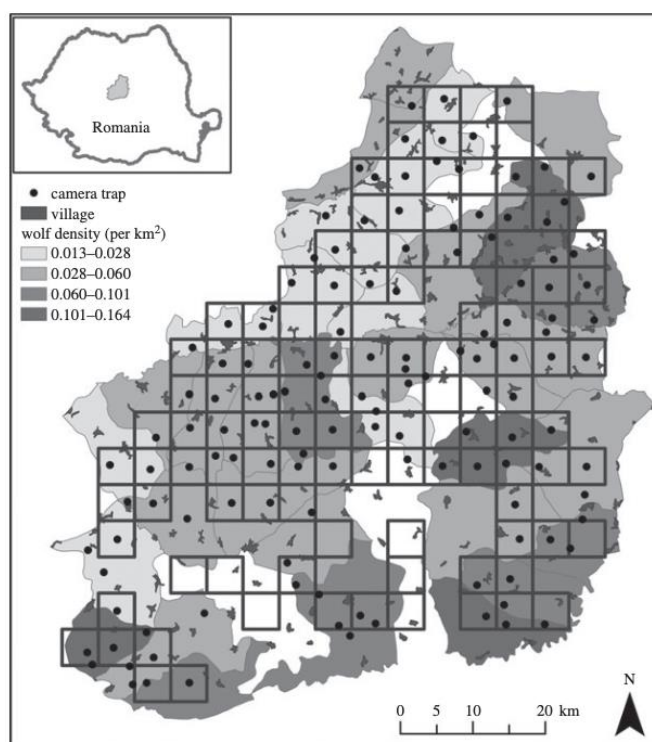 Romania
camera trap
village
wolf density (per km²)
0.013–0.028
0.028–0.060
0.060–0.101
0.101–0.164
N
0 5 10 20 km